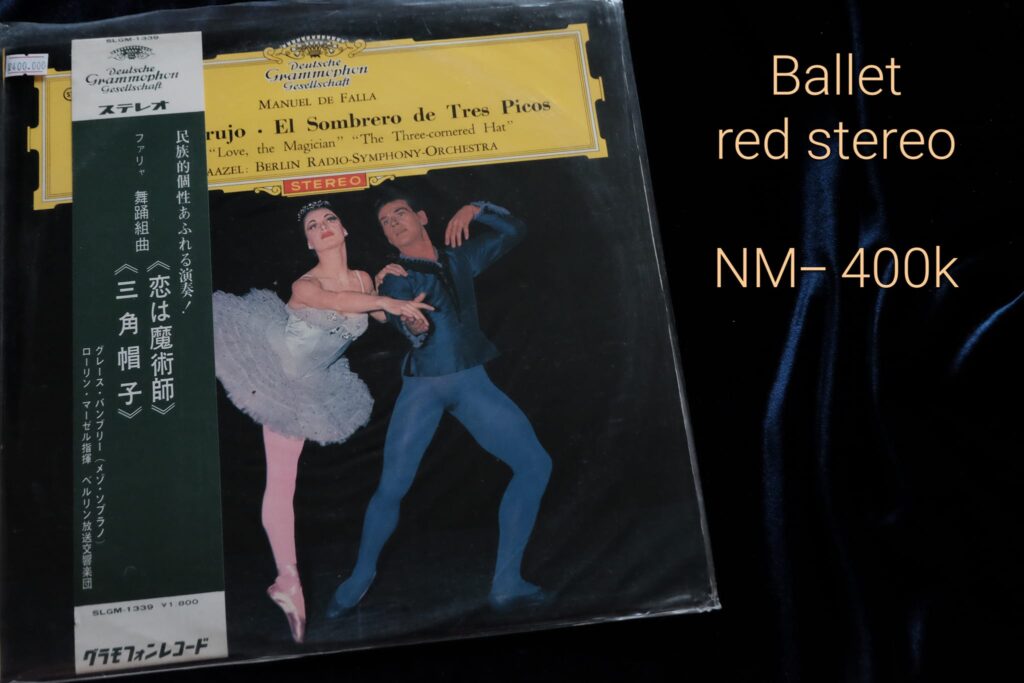 SLGM-1339
Deutsche
Grammophon
Gesellschaft
ステレオ
民族的個性あふれる演奏!
ファリャ 舞踊組曲
《恋は魔術師》
《三角帽子》
グレース・バンブリー(メゾ・ソプラノ)
ローリン・マーゼル指揮 ベルリン放送交響楽団
SLGM-1339 ¥1,800
グラモフォンレコード
400.000
Deutsche
Grammophon
Gesellschaft
MANUEL DE FALLA
rujo · El Sombrero de Tres Picos
"Love, the Magician" "The Three-cornered Hat"
AAZEL: BERLIN RADIO-SYMPHONY-ORCHESTRA
STEREO
Ballet
red stereo
NM– 400k